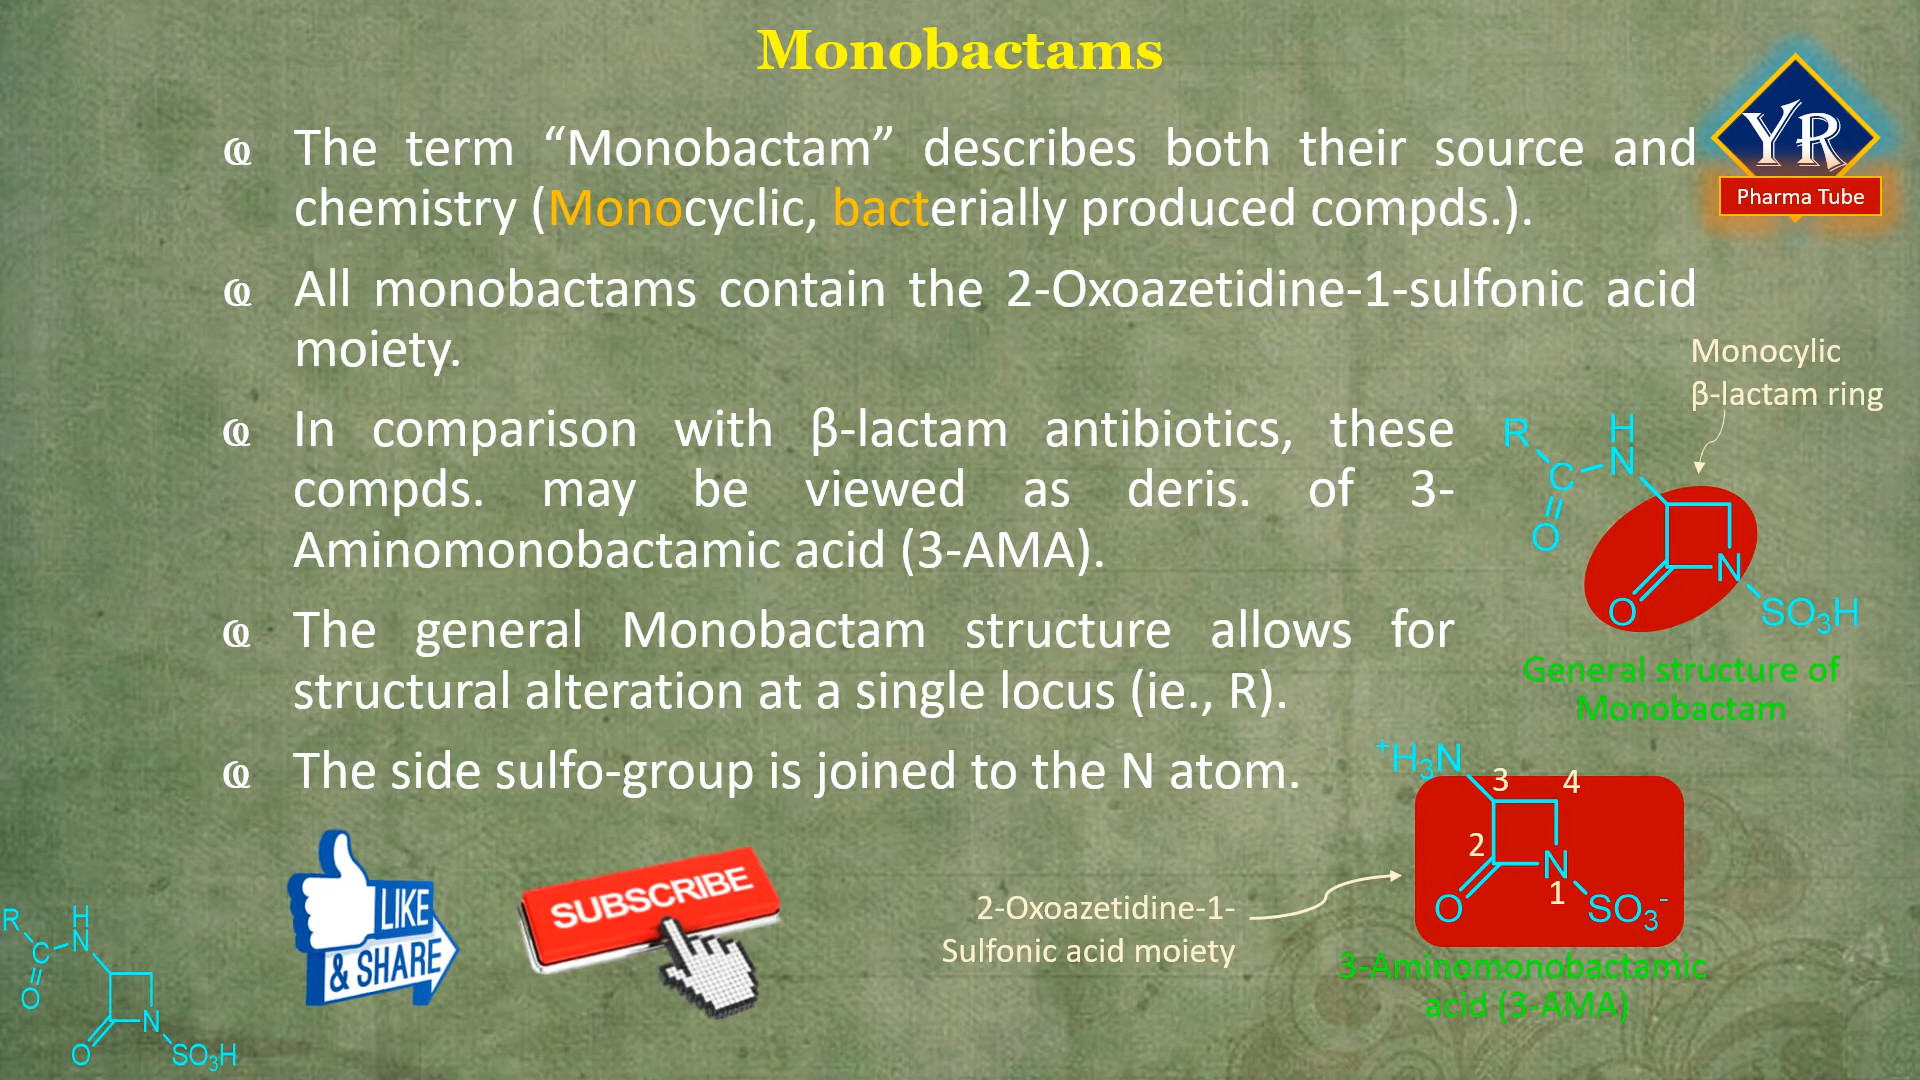 Monobactams
YR
Pharma Tube
The term “Monobactam” describes both their source and
chemistry (Monocyclic, bacterially produced compds.).
All monobactams contain the 2-Oxoazetidine-1-sulfonic acid
moiety.
In comparison with β-lactam antibiotics, these
compds. may be viewed as deris. of 3-
Aminomonobactamic acid (3-AMA).
The general Monobactam structure allows for
structural alteration at a single locus (ie., R).
The side sulfo-group is joined to the N atom.
Monocylic
β-lactam ring
R
H
N
C
O
N
O
SO₃H
General structure of
Monobactam
⁺H₃N
3
4
2
N
1
O
SO₃⁻
2-Oxoazetidine-1-
Sulfonic acid moiety
3-Aminomonobactamic
acid (3-AMA)
LIKE
& SHARE
SUBSCRIBE
R
H
N
C
O
N
O
SO₃H